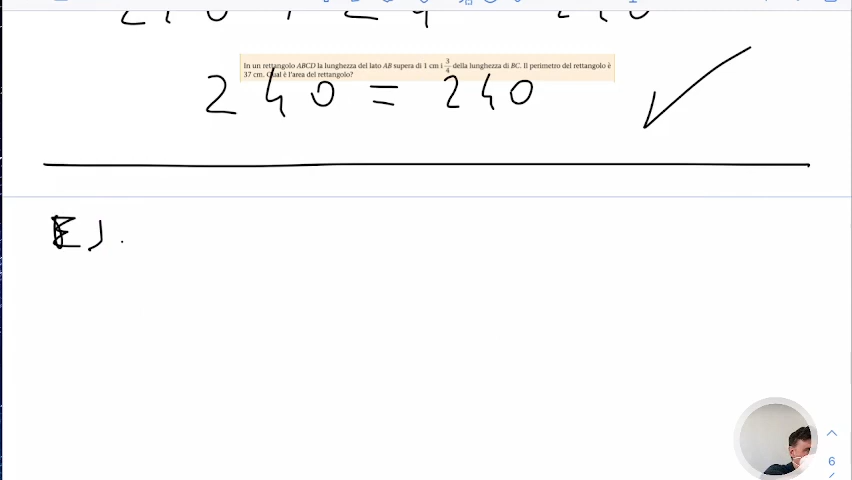 In un rettangolo ABCD la lunghezza del lato AB supera di 1 cm i 3/4 della lunghezza di BC. Il perimetro del rettangolo è
37 cm. Qual è l'area del rettangolo?
240 = 240
E).
6